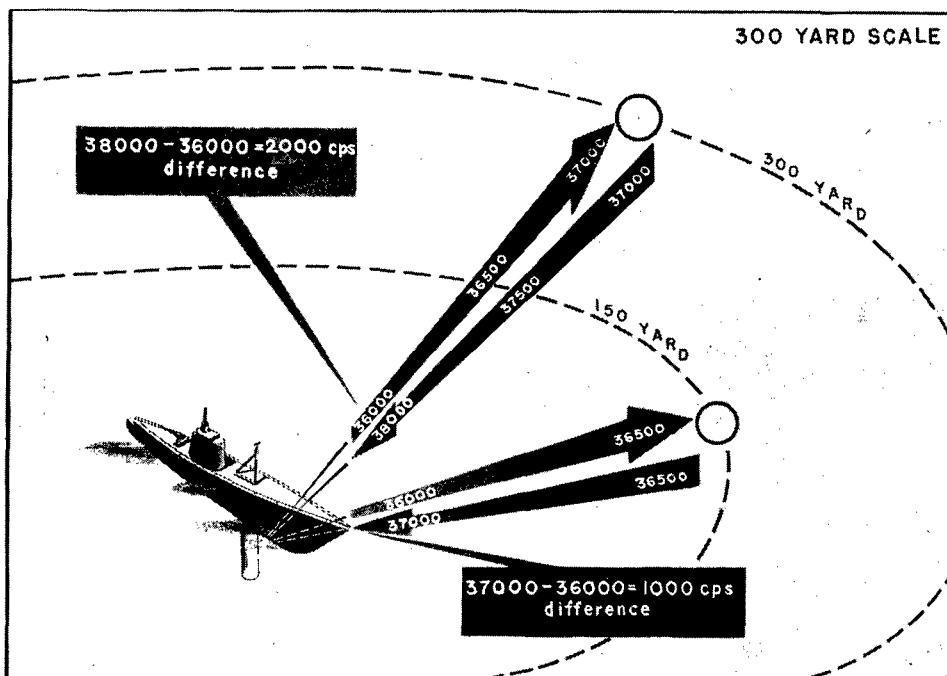 300 YARD SCALE
38000-36000=2000 cps
difference
37000
37000
300 YARD
36500
37500
150 YARD
36000
38000
36500
36000
36500
37000
37000-36000=1000 cps
difference